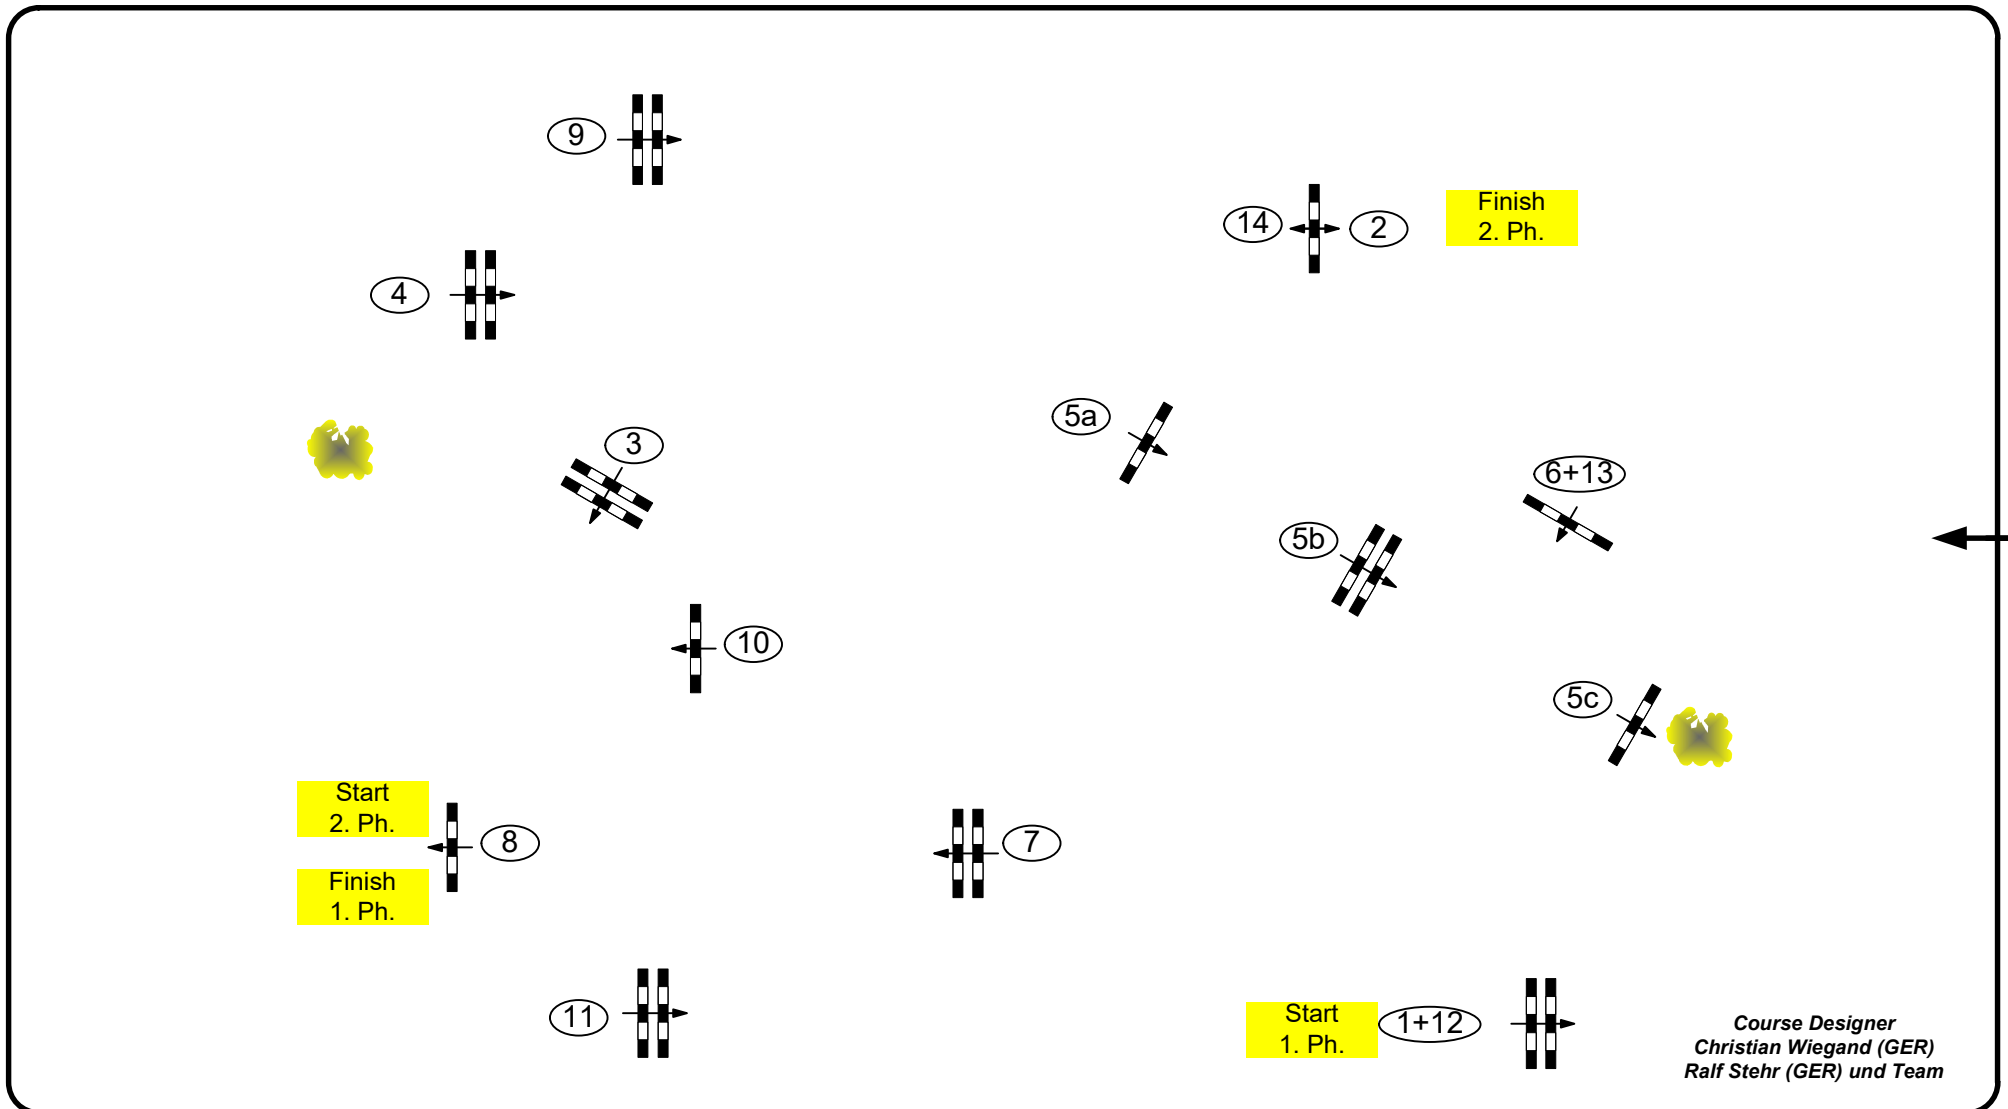 9
14
2
Finish
2. Ph.
4
5a
3
6+13
5b
10
5c
Start
2. Ph.
8
7
Finish
1. Ph.
11
Start
1. Ph.
1+12
Course Designer
Christian Wiegand (GER)
Ralf Stehr (GER) und Team